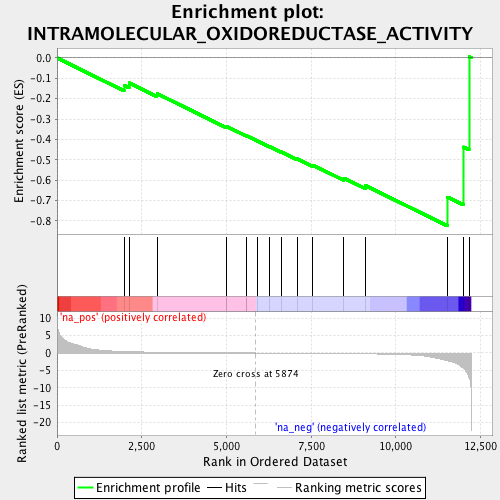 Enrichment plot:
INTRAMOLECULAR_OXIDOREDUCTASE_ACTIVITY
Enrichment score (ES)
0.0
-0.1
-0.2
-0.3
-0.4
-0.5
-0.6
-0.7
-0.8
'na_pos' (positively correlated)
Ranked list metric (PreRanked)
10
5
0
-5
-10
-15
-20
Zero cross at 5874
'na_neg' (negatively correlated)
0
2,500
5,000
7,500
10,000
12,500
Rank in Ordered Dataset
Enrichment profile
Hits
Ranking metric scores